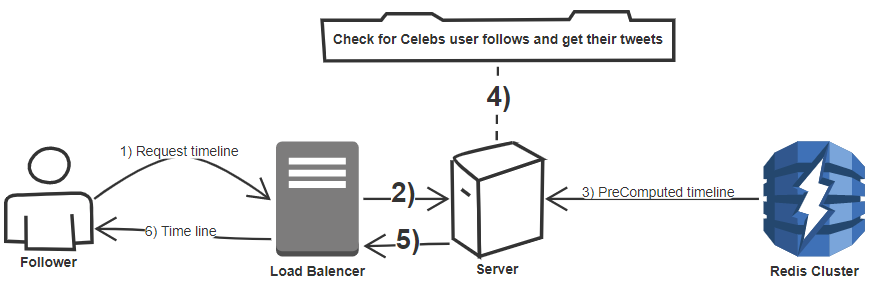 Check for Celebs user follows and get their tweets
4)
1) Request timeline
2)
3) PreComputed timeline
6) Time line
5)
Follower
Load Balencer
Server
Redis Cluster